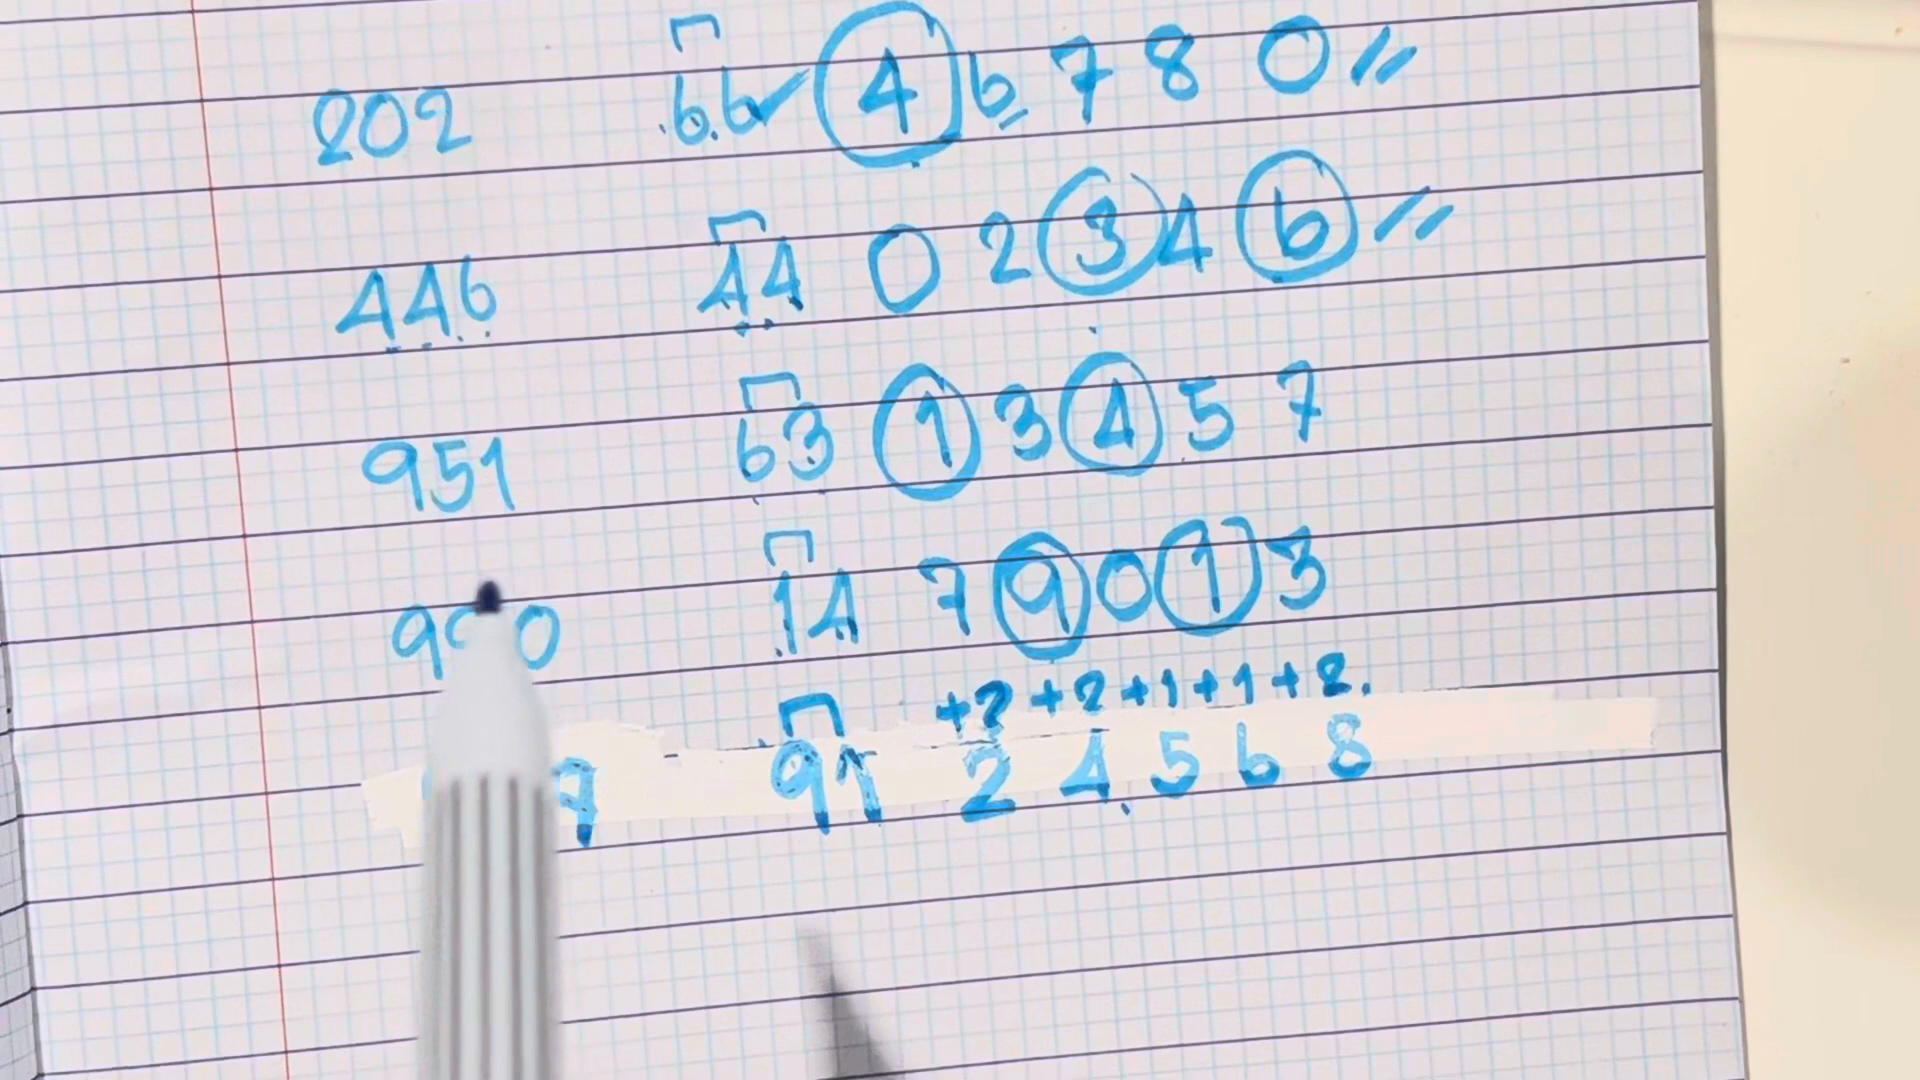 202 66 4 6 7 8 0 //
446 44 0 2 3 4 6 //
951 63 1 3 4 5 7
14 7 9 0 1 3
+2 +2 +1 +1 +2
91 2 4 5 6 8